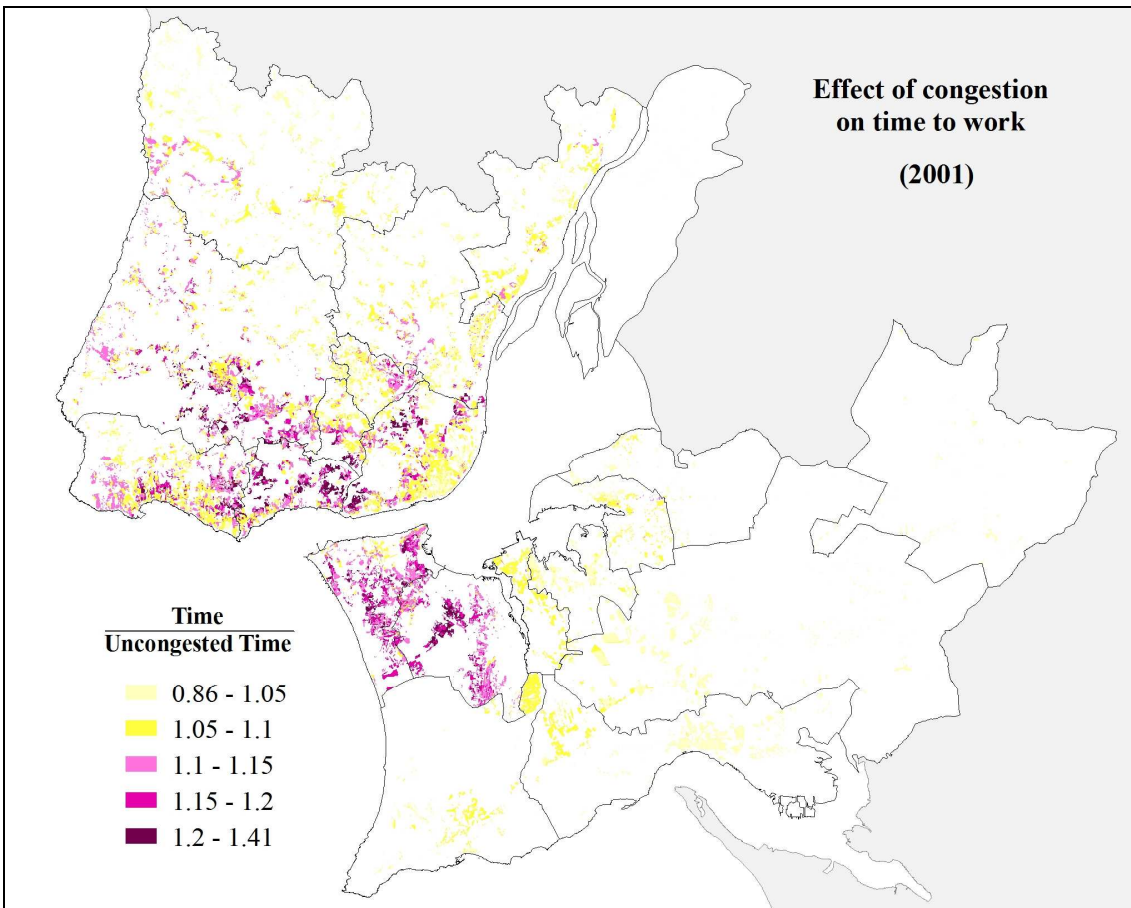 Effect of congestion
on time to work
(2001)
Time
Uncongested Time
0.86 - 1.05
1.05 - 1.1
1.1 - 1.15
1.15 - 1.2
1.2 - 1.41